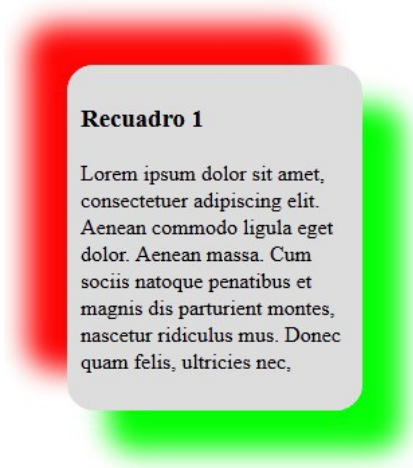 Recuadro 1
Lorem ipsum dolor sit amet,
consectetuer adipiscing elit.
Aenean commodo ligula eget
dolor. Aenean massa. Cum
sociis natoque penatibus et
magnis dis parturient montes,
nascetur ridiculus mus. Donec
quam felis, ultricies nec,